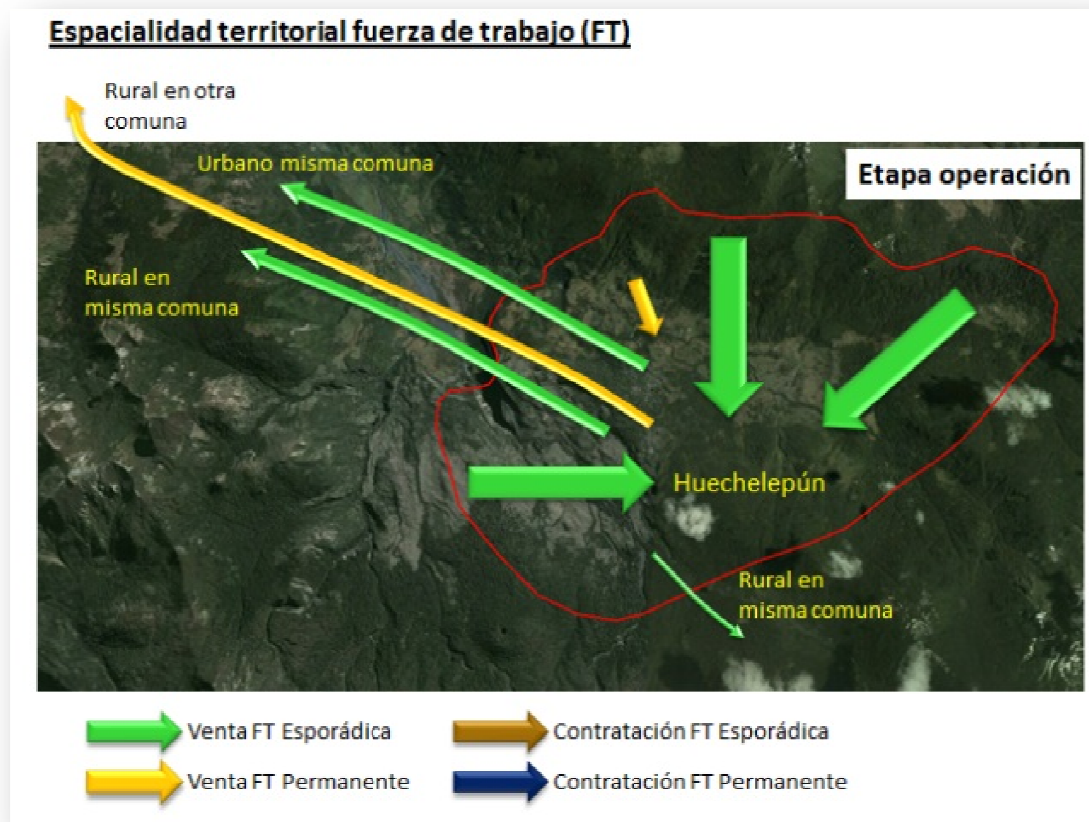 Espacialidad territorial fuerza de trabajo (FT)
Rural en otra
comuna
Urbano misma comuna
Etapa operación
Rural en
misma comuna
Huechelepún
Rural en
misma comuna
Venta FT Esporádica
Contratación FT Esporádica
Venta FT Permanente
Contratación FT Permanente